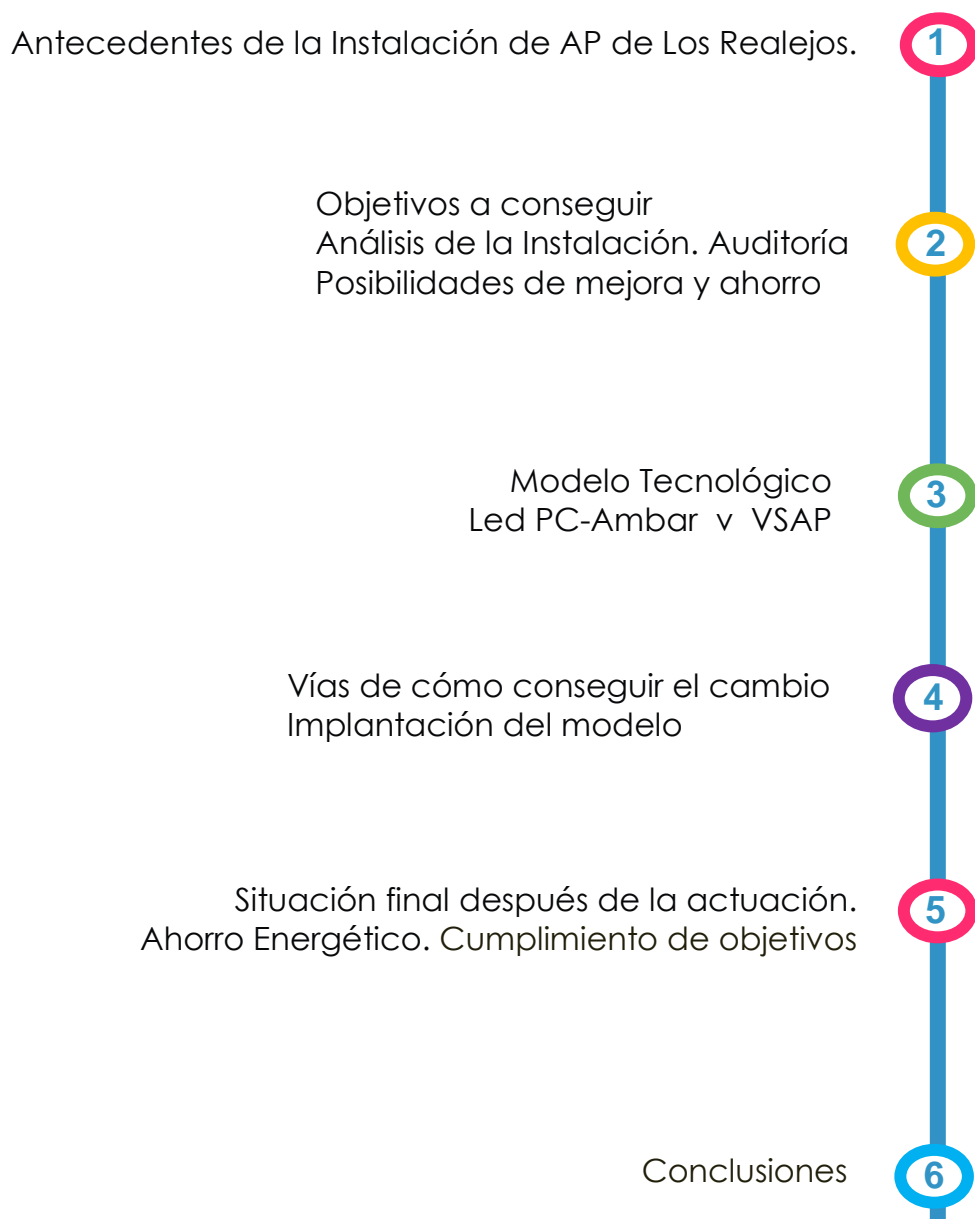 Antecedentes de la Instalación de AP de Los Realejos.
1
Objetivos a conseguir
Análisis de la Instalación. Auditoría
Posibilidades de mejora y ahorro
2
Modelo Tecnológico
Led PC-Ambar v VSAP
3
Vías de cómo conseguir el cambio
Implantación del modelo
4
Situación final después de la actuación.
Ahorro Energético. Cumplimiento de objetivos
5
Conclusiones
6